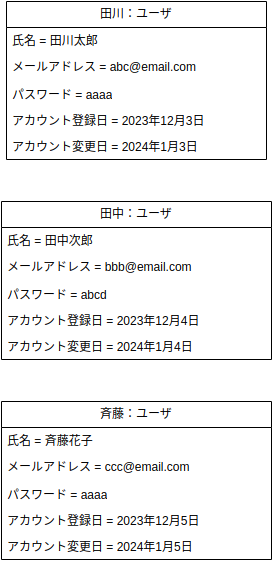 田川：ユーザ
氏名 = 田川太郎
メールアドレス = abc@email.com
パスワード = aaaa
アカウント登録日 = 2023年12月3日
アカウント変更日 = 2024年1月3日
田中：ユーザ
氏名 = 田中次郎
メールアドレス = bbb@email.com
パスワード = abcd
アカウント登録日 = 2023年12月4日
アカウント変更日 = 2024年1月4日
斉藤：ユーザ
氏名 = 斉藤花子
メールアドレス = ccc@email.com
パスワード = aaaa
アカウント登録日 = 2023年12月5日
アカウント変更日 = 2024年1月5日